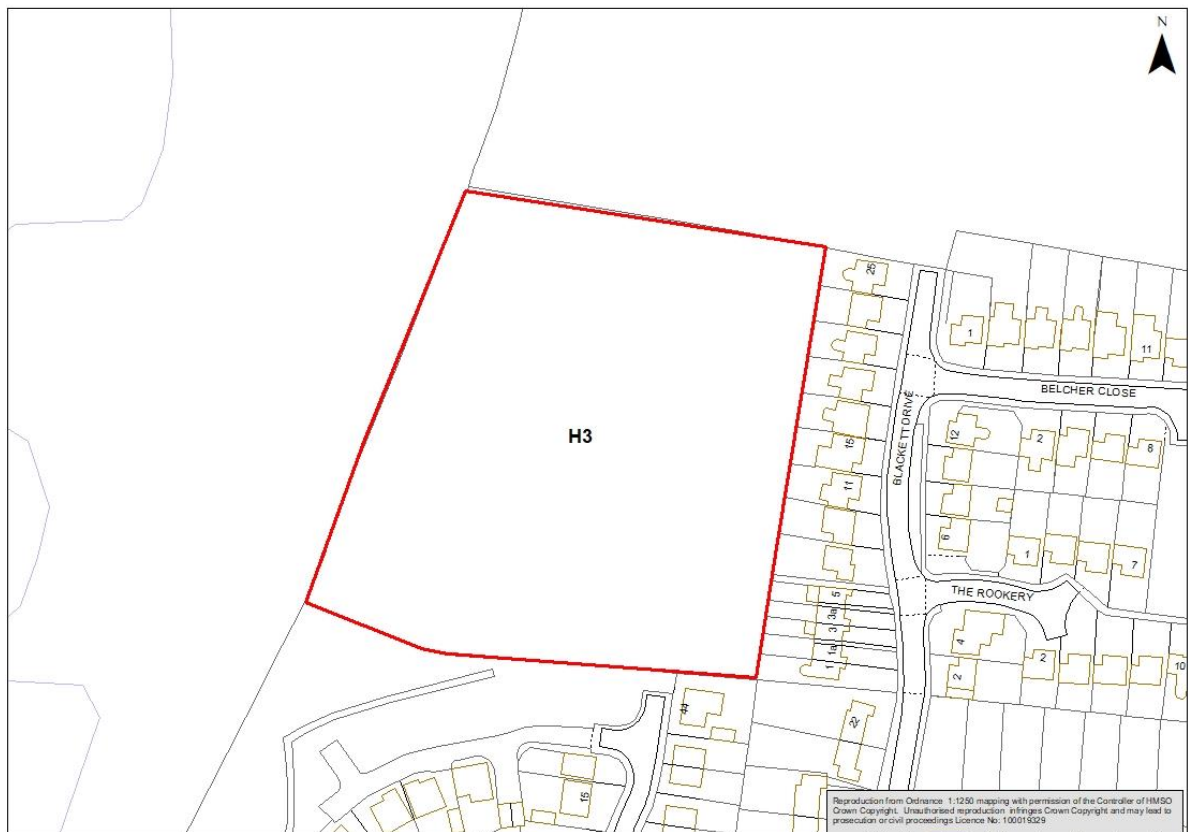 N
25
1
11
BELCHER CLOSE
BLACKETT DRIVE
12
2
8
H3
15
11
6
1
7
THE ROOKERY
5
3a
3
1a
1
4
2
2
10
44
22
15
Reproduction from Ordnance 1:1250 mapping with permission of the Controller of HMSO
Crown Copyright. Unauthorised reproduction infringes Crown Copyright and may lead to
prosecution or civil proceedings Licence No: 100019329